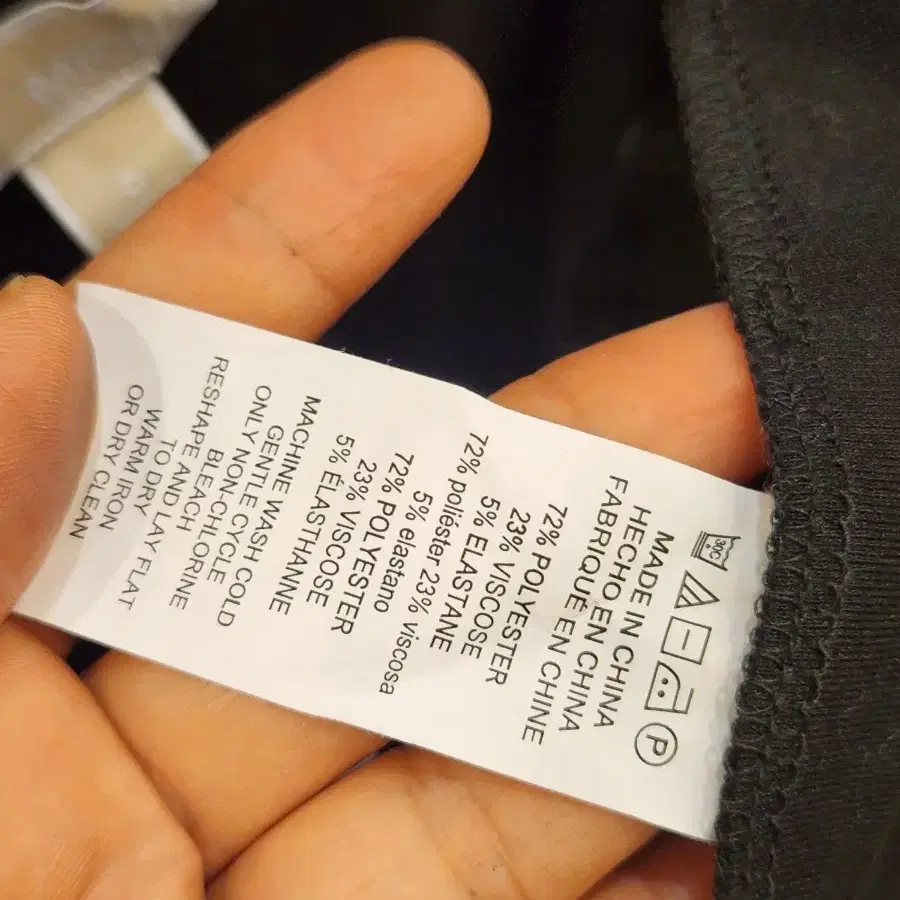 30C
P
MADE IN CHINA
HECHO EN CHINA
FABRIQUÉ EN CHINE
72% POLYESTER
23% VISCOSE
5% ELASTANE
72% poliéster 23% viscosa
5% elastano
72% POLYESTER
23% VISCOSE
5% ÉLASTHANNE
MACHINE WASH COLD
GENTLE CYCLE
ONLY NON-CHLORINE
BLEACH
RESHAPE AND LAY FLAT
TO DRY
WARM IRON
OR DRY CLEAN